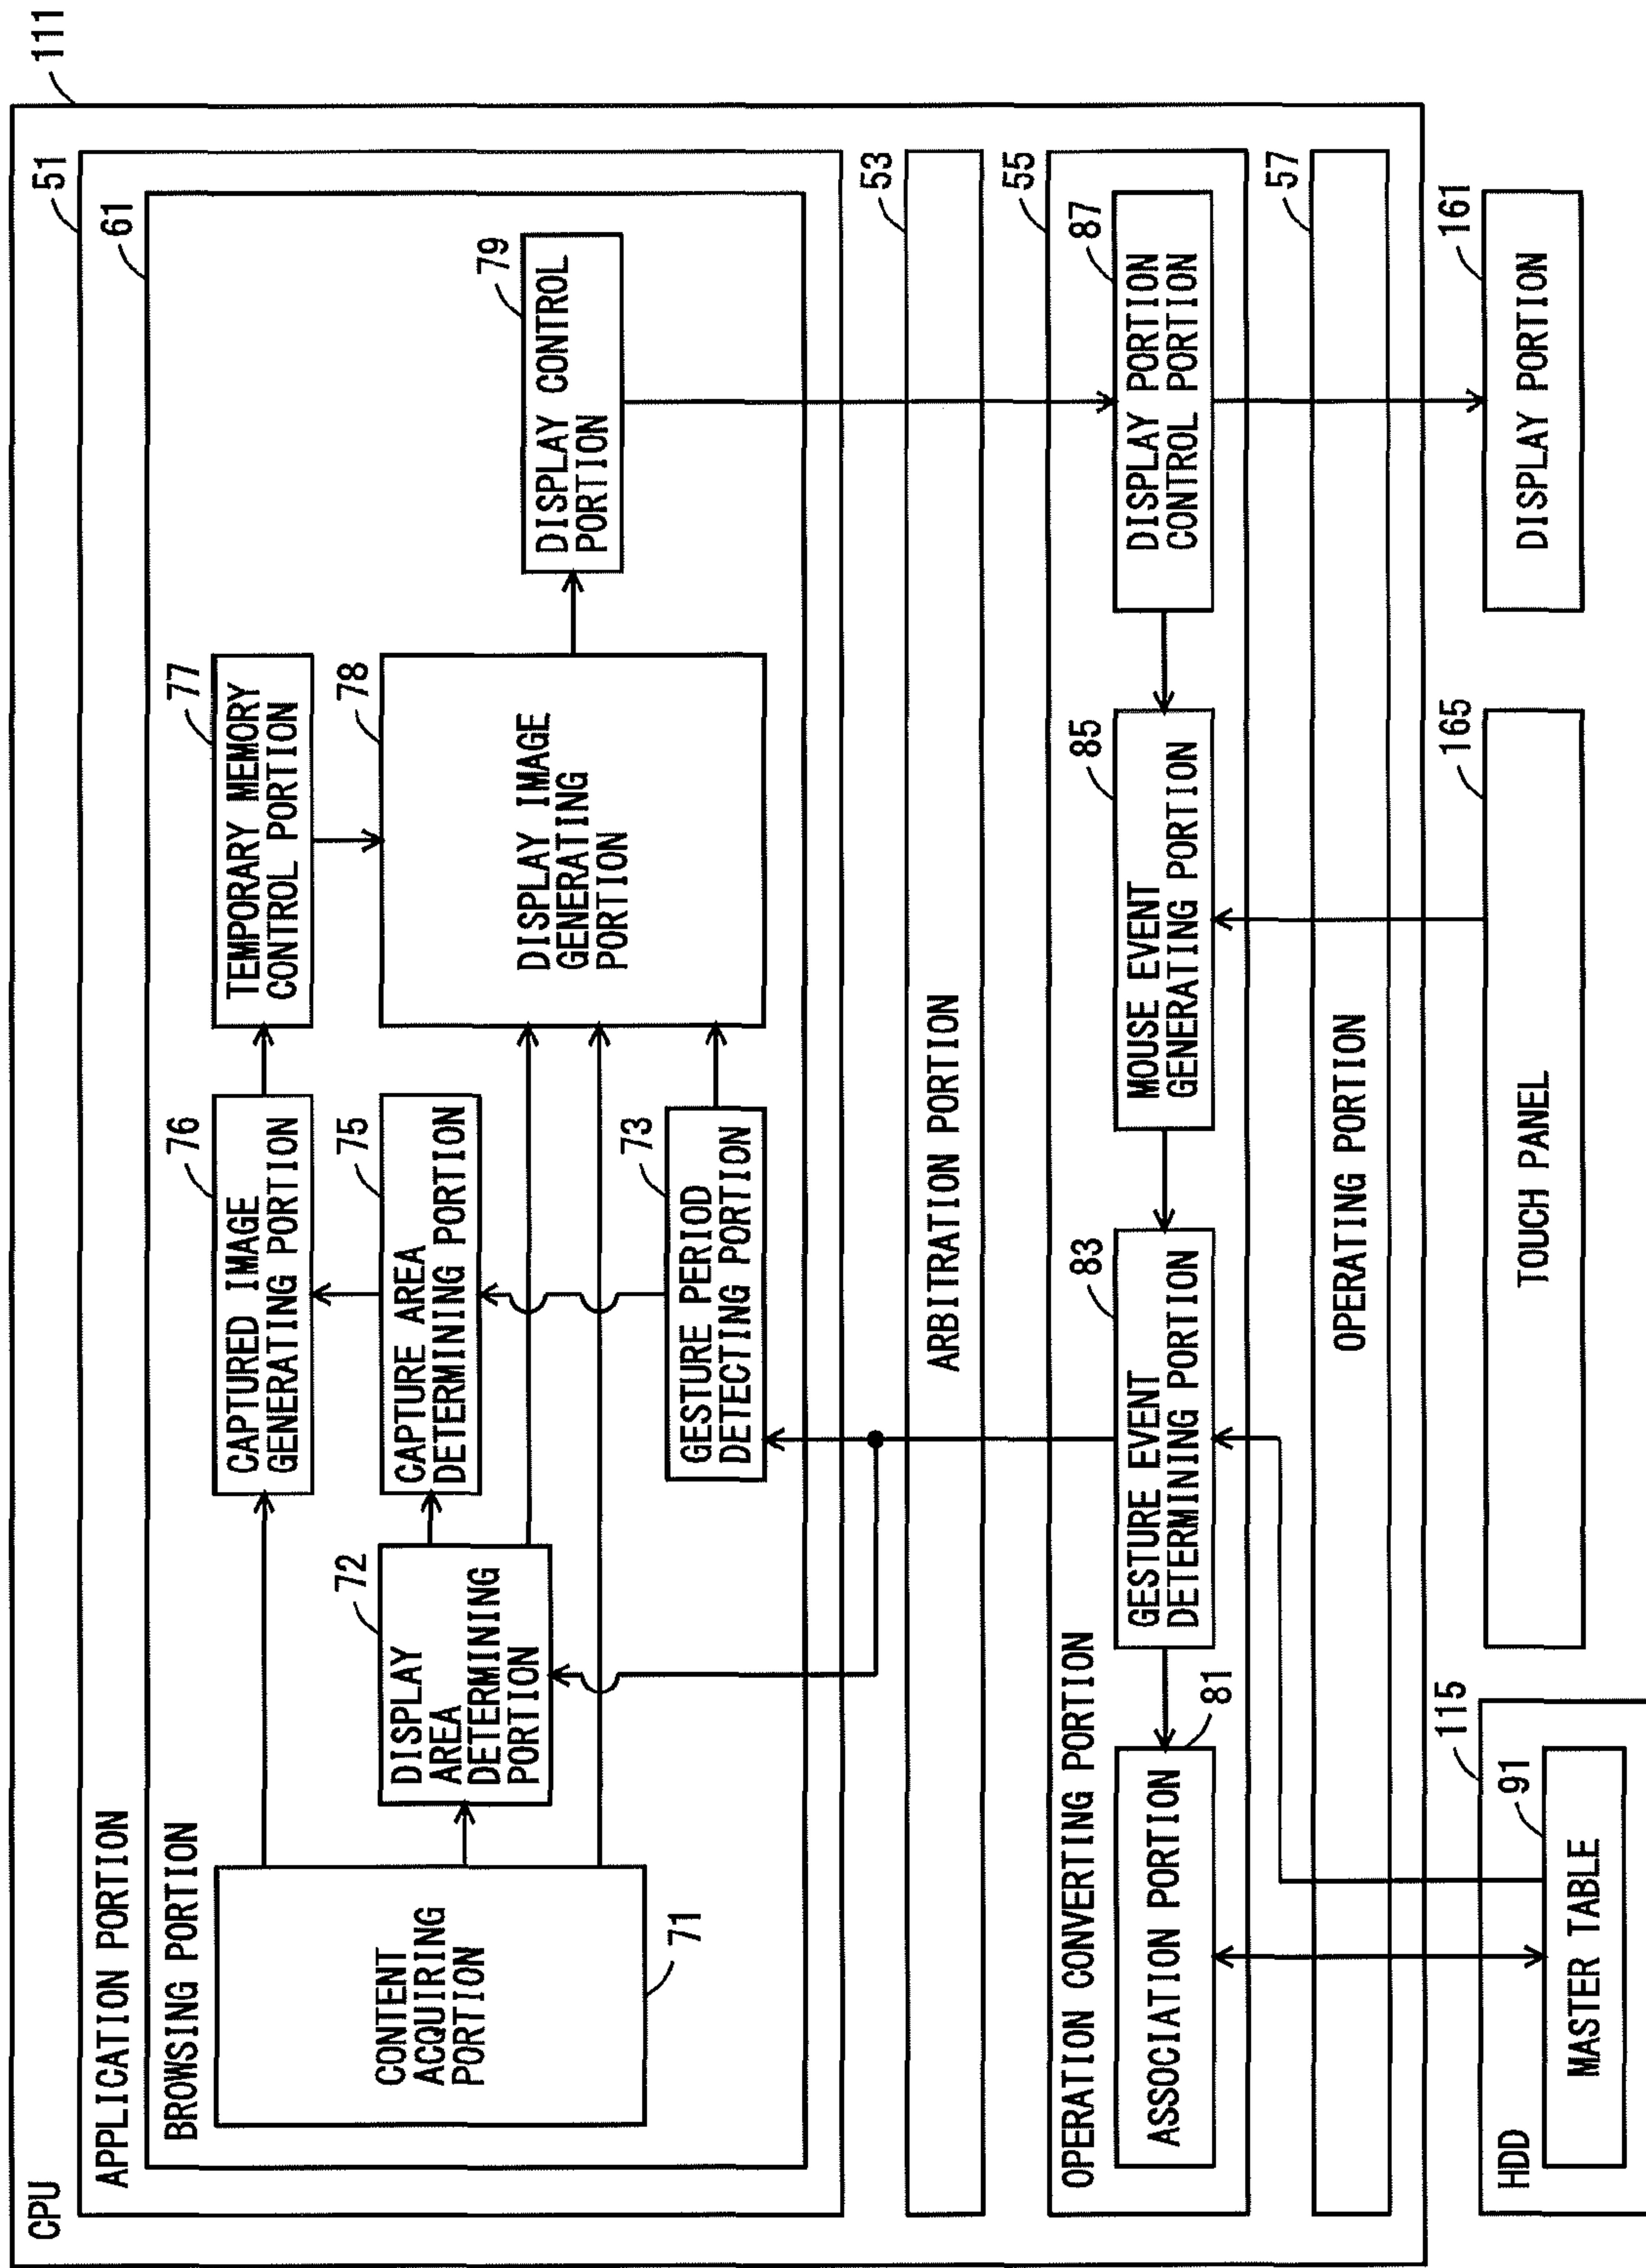 CPU
111
APPLICATION PORTION
51
BROWSING PORTION
61
CONTENT
ACQUIRING
PORTION
71
DISPLAY
AREA
DETERMINING
PORTION
72
CAPTURED IMAGE
GENERATING PORTION
76
CAPTURE AREA
DETERMINING PORTION
75
GESTURE PERIOD
DETECTING PORTION
73
TEMPORARY MEMORY
CONTROL PORTION
77
DISPLAY IMAGE
GENERATING
PORTION
78
DISPLAY CONTROL
PORTION
79
ARBITRATION PORTION
53
OPERATION CONVERTING PORTION
55
ASSOCIATION PORTION
81
GESTURE EVENT
DETERMINING PORTION
83
MOUSE EVENT
GENERATING PORTION
85
DISPLAY PORTION
CONTROL PORTION
87
OPERATING PORTION
57
HDD
115
MASTER TABLE
91
TOUCH PANEL
165
DISPLAY PORTION
161